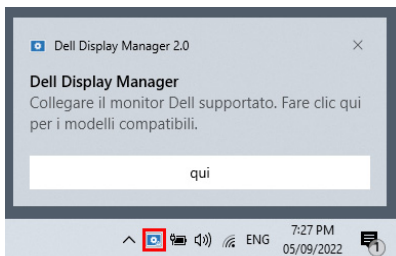 Dell Display Manager 2.0
Dell Display Manager
Collegare il monitor Dell supportato. Fare clic qui
per i modelli compatibili.
qui
ENG
7:27 PM
05/09/2022
1